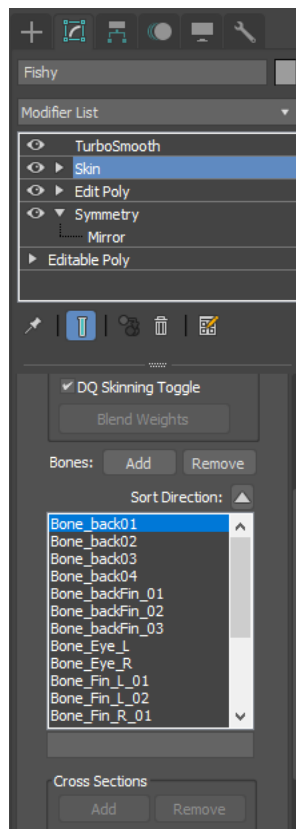 Fishy
Modifier List
TurboSmooth
Skin
Edit Poly
Symmetry
Mirror
Editable Poly
DQ Skinning Toggle
Blend Weights
Bones: Add Remove
Sort Direction:
Bone_back01
Bone_back02
Bone_back03
Bone_back04
Bone_backFin_01
Bone_backFin_02
Bone_backFin_03
Bone_Eye_L
Bone_Eye_R
Bone_Fin_L_01
Bone_Fin_L_02
Bone_Fin_R_01
Cross Sections
Add Remove